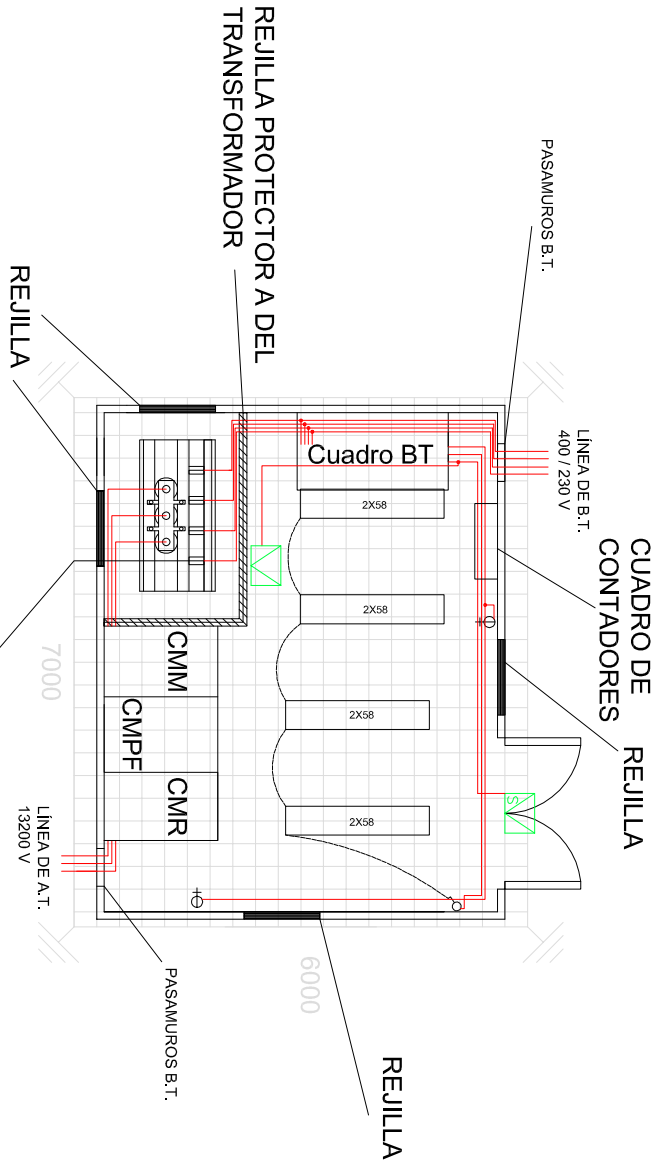 REJILLA PROTECTOR A DEL
TRANSFORMADOR
REJILLA
PASAMUROS B.T.
LÍNEA DE B.T.
400 / 230 V
CUADRO DE
CONTADORES
REJILLA
Cuadro BT
2X58
2X58
2X58
2X58
S
CMM
CMPF
CMR
7000
6000
LÍNEA DE A.T.
13200 V
PASAMUROS B.T.
REJILLA